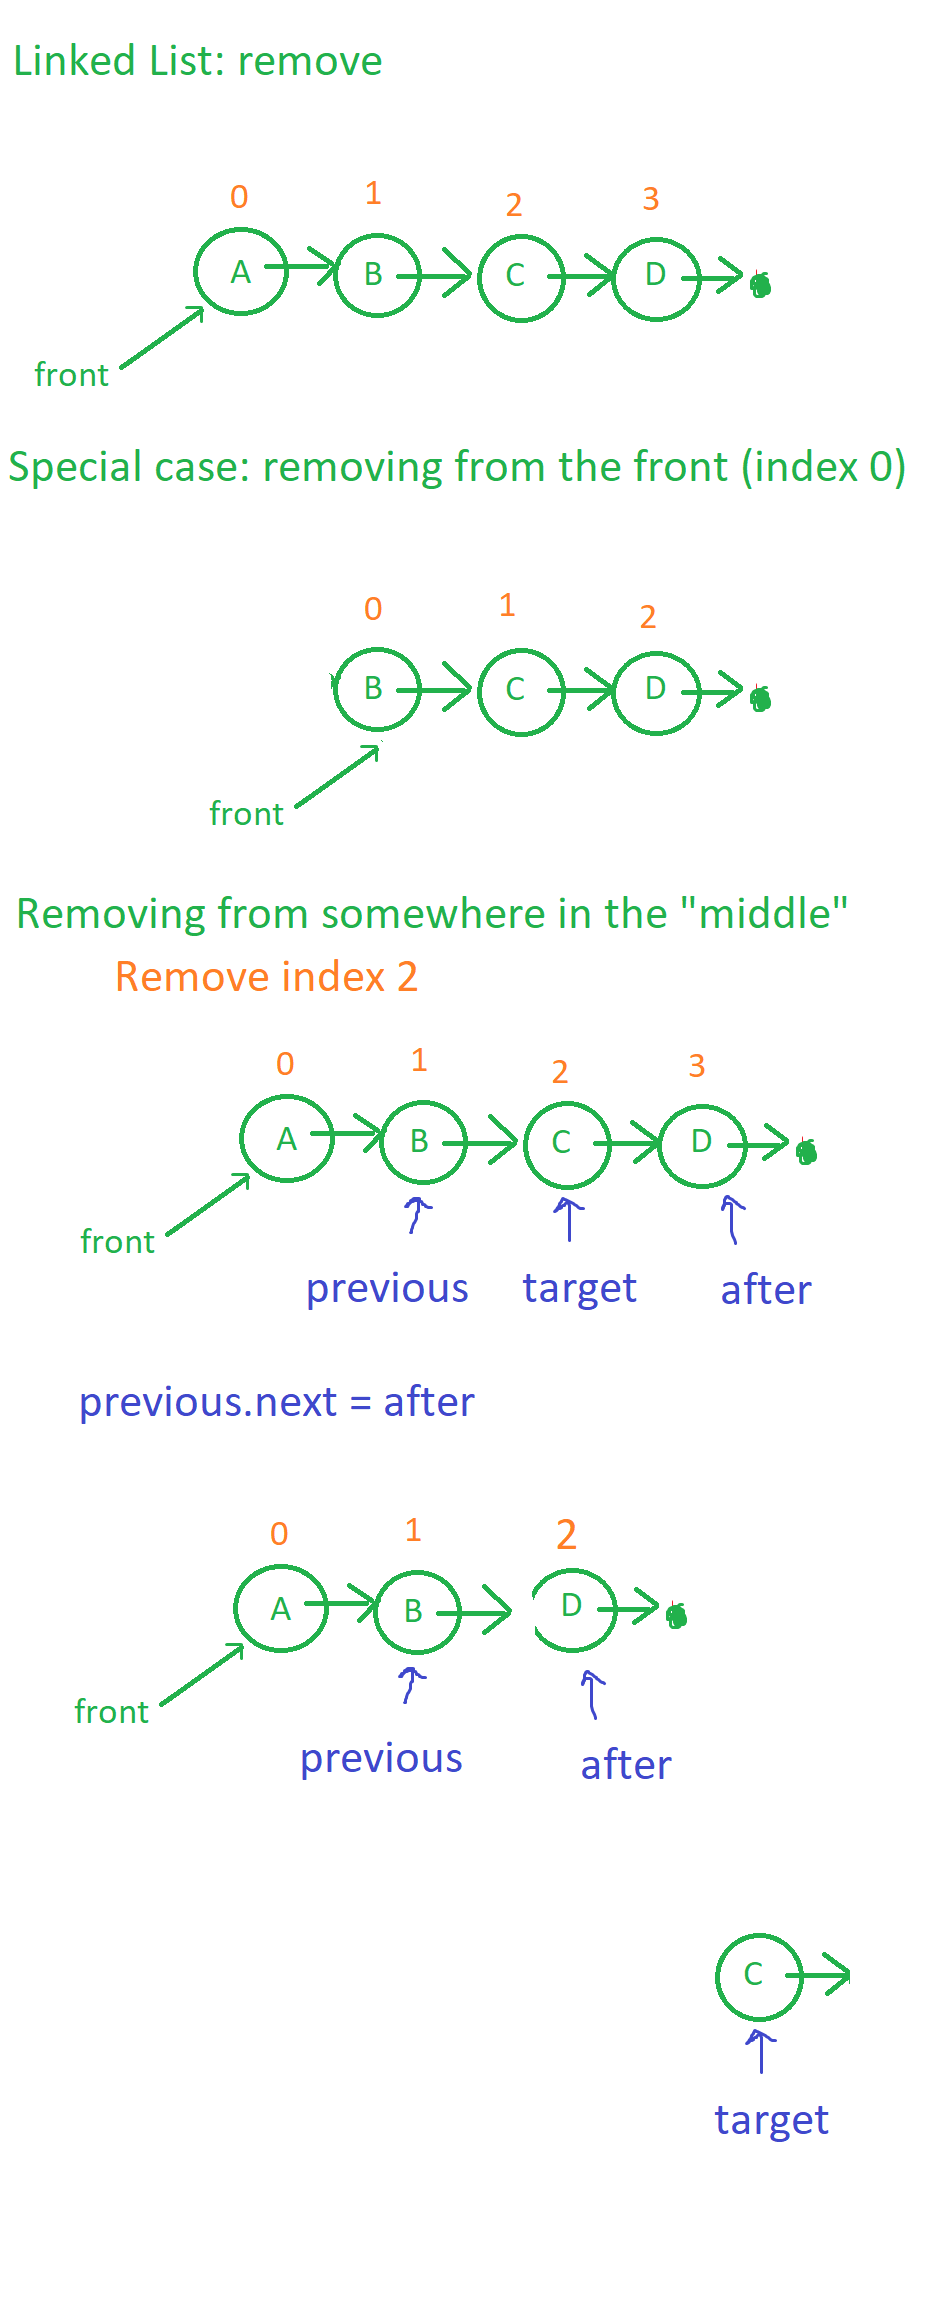 Linked List: remove
0 1 2 3
A B C D
front
Special case: removing from the front (index 0)
0 1 2
B C D
front
Removing from somewhere in the "middle"
Remove index 2
0 1 2 3
A B C D
front
previous target after
previous.next = after
0 1 2
A B D
front
previous after
C
target